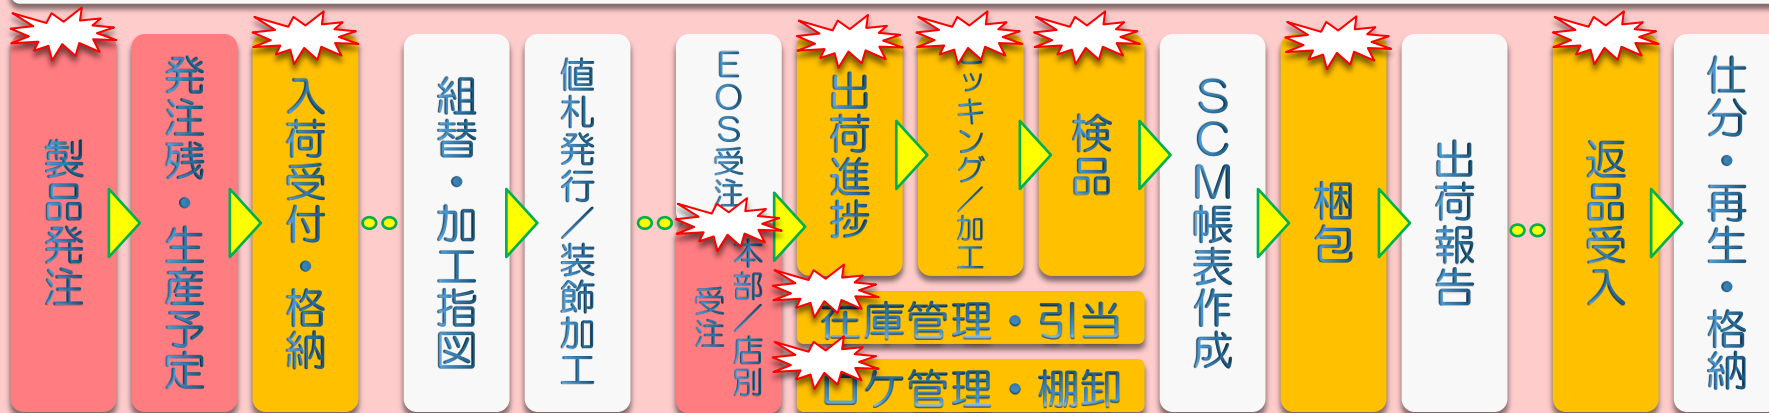 製品発注
発注残・生産予定
入荷受付・格納
組替・加工指図
値札発行／装飾加工
EOS受注
本部／店別
受注
出荷進捗
ッキング／加工
検品
在庫管理・引当
ロケ管理・棚卸
SCM帳表作成
梱包
出荷報告
返品受入
仕分・再生・格納